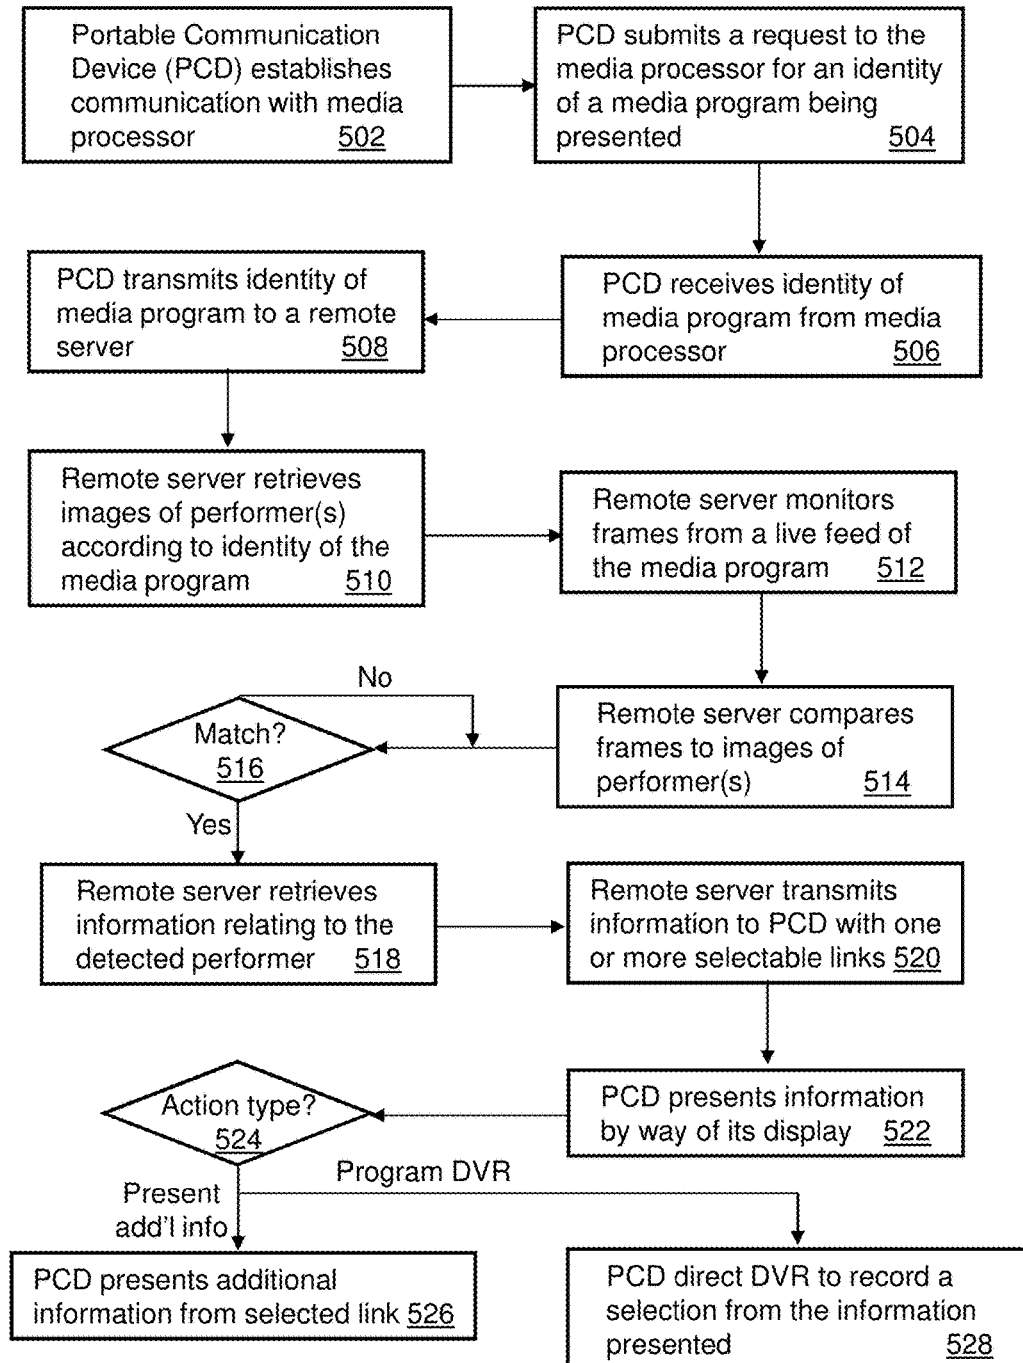 Portable Communication
Device (PCD) establishes
communication with media
processor 502
PCD submits a request to the
media processor for an identity
of a media program being
presented 504
PCD transmits identity of
media program to a remote
server 508
PCD receives identity of
media program from media
processor 506
Remote server retrieves
images of performer(s)
according to identity of the
media program 510
Remote server monitors
frames from a live feed of
the media program 512
No
Match?
516
Yes
Remote server compares
frames to images of
performer(s) 514
Remote server retrieves
information relating to the
detected performer 518
Remote server transmits
information to PCD with one
or more selectable links 520
Action type?
524
PCD presents information
by way of its display 522
Program DVR
Present
add'l info
PCD presents additional
information from selected link 526
PCD direct DVR to record a
selection from the information
presented 528